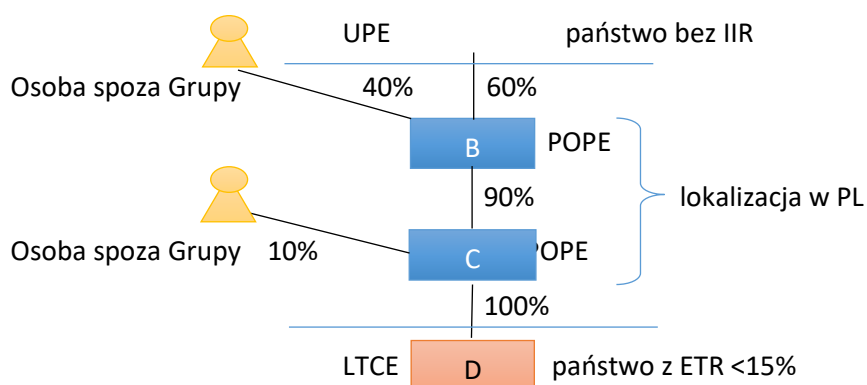 UPE państwo bez IIR
Osoba spoza Grupy 40% 60%
B POPE
90% lokalizacja w PL
Osoba spoza Grupy 10% C POPE
100%
LTCE D państwo z ETR <15%